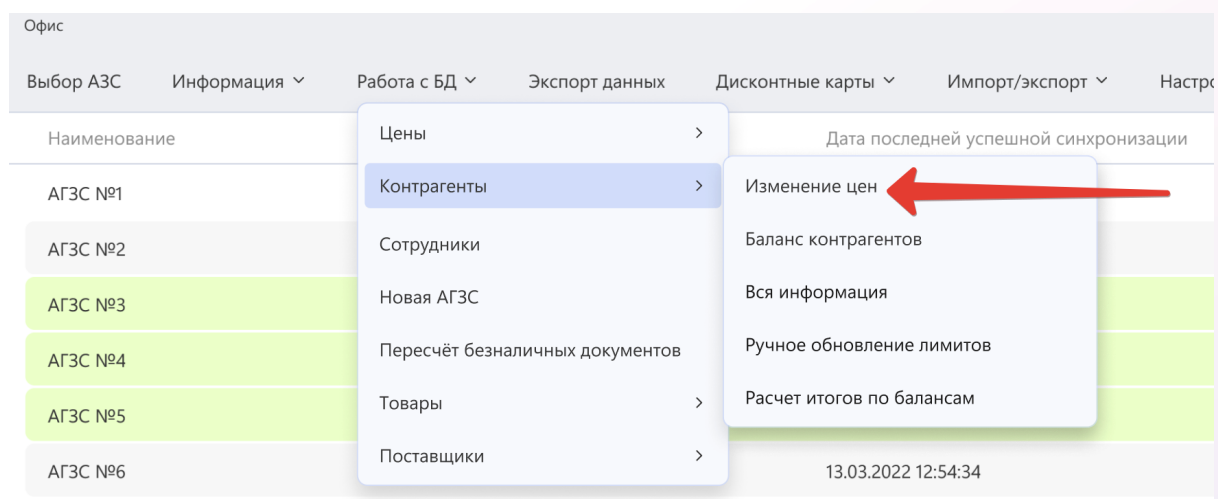 Офис
Выбор АЗС Информация Работа с БД Экспорт данных Дисконтные карты Импорт/экспорт Настро
Наименование Дата последней успешной синхронизации
АГЗС №1
АГЗС №2
АГЗС №3
АГЗС №4
АГЗС №5
АГЗС №6 13.03.2022 12:54:34
Цены
Контрагенты
Сотрудники
Новая АГЗС
Пересчёт безналичных документов
Товары
Поставщики
Изменение цен
Баланс контрагентов
Вся информация
Ручное обновление лимитов
Расчет итогов по балансам